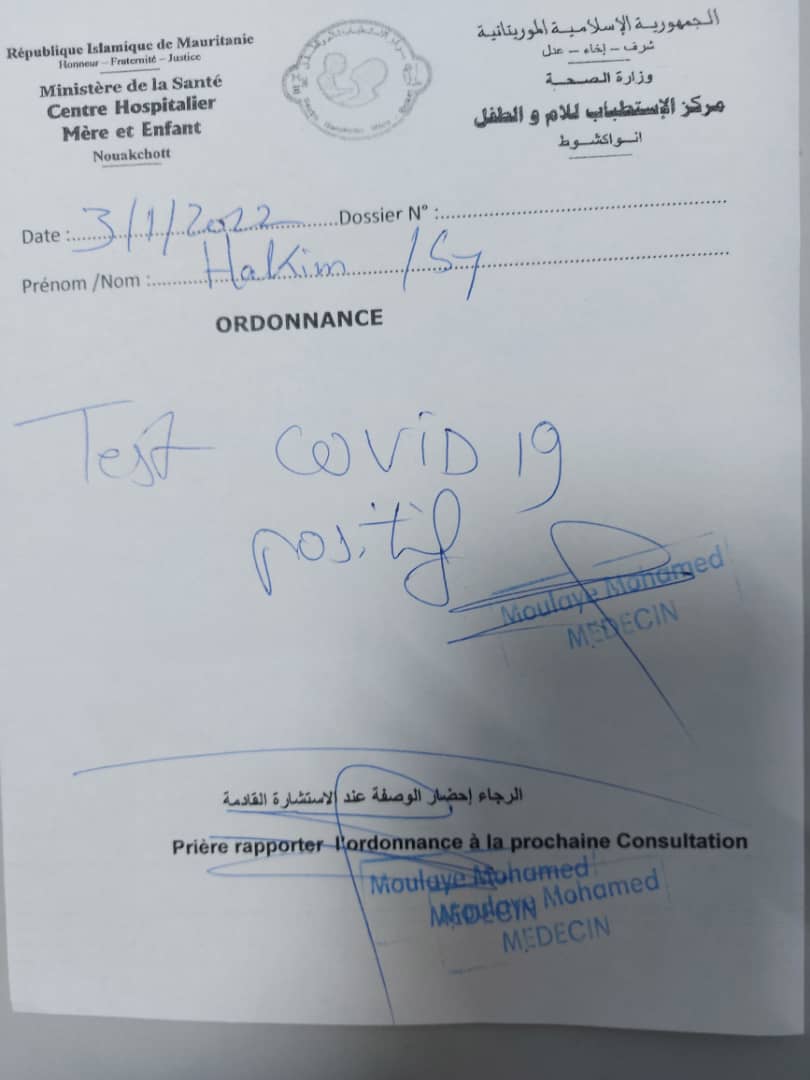 République Islamique de Mauritanie
Honneur – Fraternité – Justice
Ministère de la Santé
Centre Hospitalier
Mère et Enfant
Nouakchott
الجمهورية الإسلامية الموريتانية
شرف – إخاء – عدل
وزارة الصحة
مركز الإستطباب للام و الطفل
انواكشوط
Date :3/1/2022 Dossier N° :
Prénom /Nom : Hakim / Sy
ORDONNANCE
Test COVID 19
positif
Moulaye Mohamed
MEDECIN
الرجاء إحضار الوصفة عند الاستشارة القادمة
Prière rapporter l'ordonnance à la prochaine Consultation
Moulaye Mohamed
MEDECIN
Moulaye Mohamed
MEDECIN